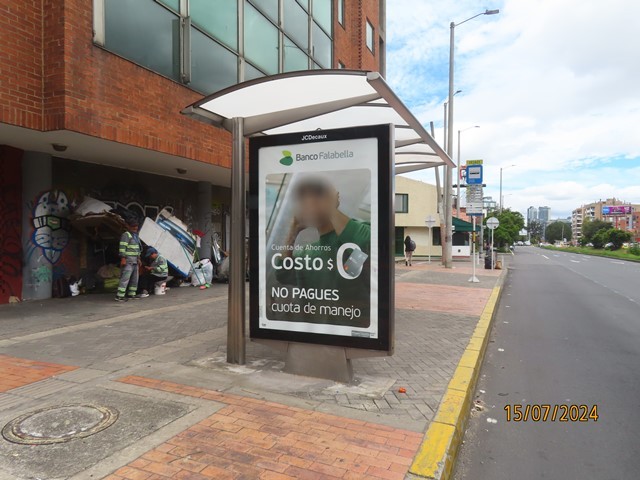 JCDecaux
Banco Falabella
Cuenta de Ahorros
Costo $0
NO PAGUES
cuota de manejo
15/07/2024